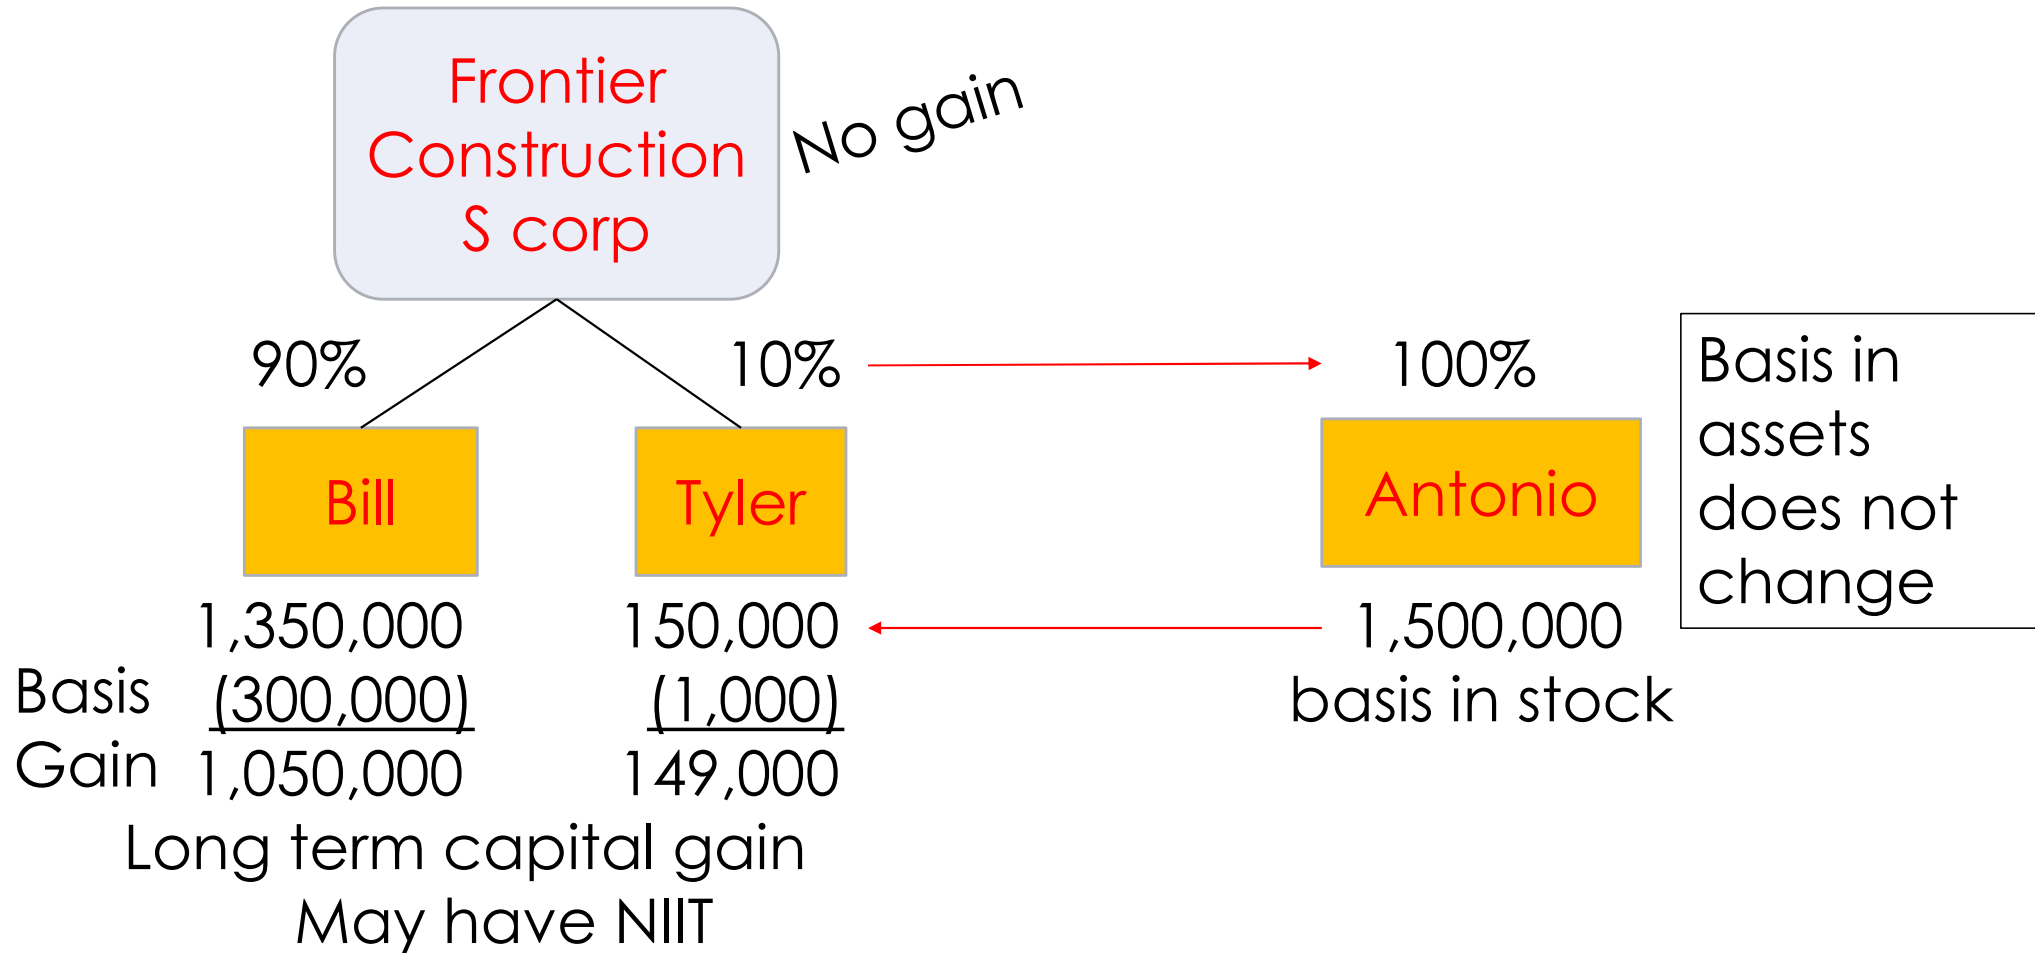 Frontier
Construction
S corp
No gain
90%
10%
100%
Bill
Tyler
Antonio
Basis in
assets
does not
change
1,350,000
150,000
1,500,000
Basis (300,000) (1,000)
basis in stock
Gain 1,050,000 149,000
Long term capital gain
May have NIIT